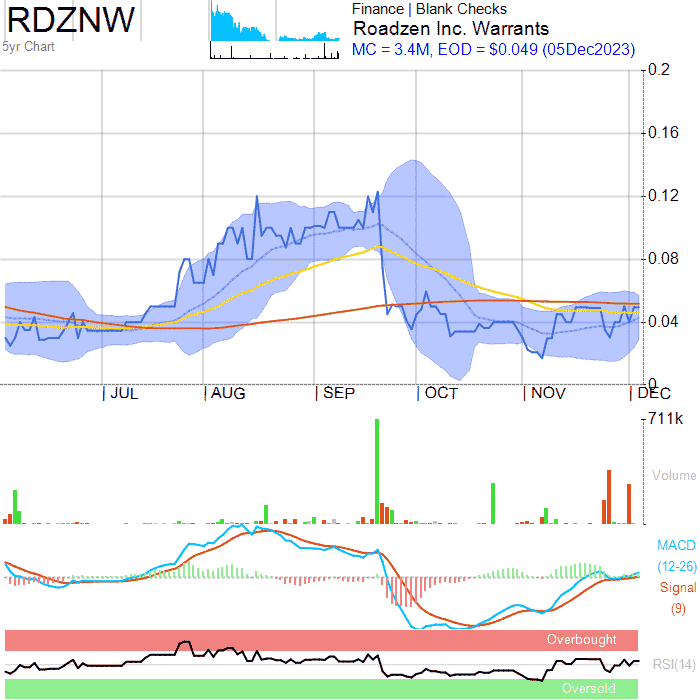 RDZNW
5yr Chart
Finance | Blank Checks
Roadzen Inc. Warrants
MC = 3.4M, EOD = $0.049 (05Dec2023)
0.2
0.16
0.12
0.08
0.04
0
JUL AUG SEP OCT NOV DEC
711k
Volume
MACD
(12-26)
Signal
(9)
Overbought
RSI(14)
Oversold